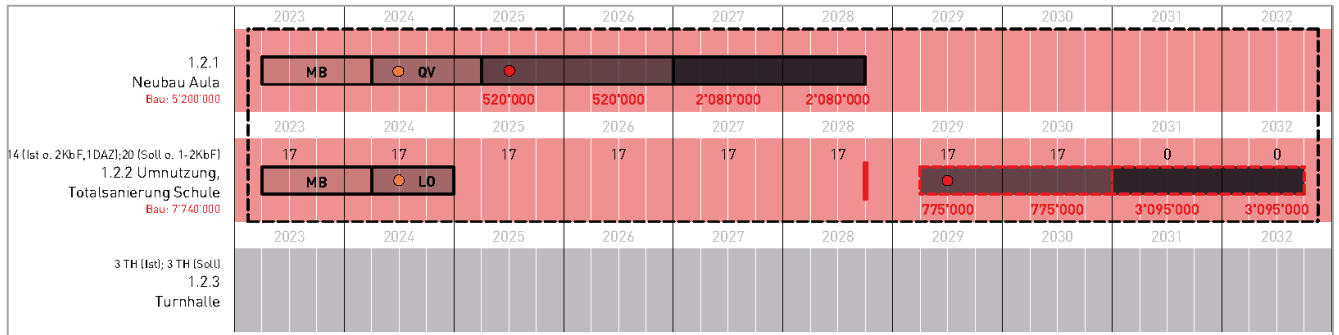 2023 2024 2025 2026 2027 2028 2029 2030 2031 2032
1.2.1
Neubau Aula
Bau: 5'200'000
MB QV
520'000 520'000 2'080'000 2'080'000
2023 2024 2025 2026 2027 2028 2029 2030 2031 2032
14 (Ist o. 2KbF,1DAZ);20 (Soll o. 1-2KbF)
17 17 17 17 17 17 17 17 0 0
1.2.2 Umnutzung,
Totalsanierung Schule
Bau: 7'740'000
MB LO
775'000 775'000 3'095'000 3'095'000
2023 2024 2025 2026 2027 2028 2029 2030 2031 2032
3 TH (Ist); 3 TH (Soll)
1.2.3
Turnhalle